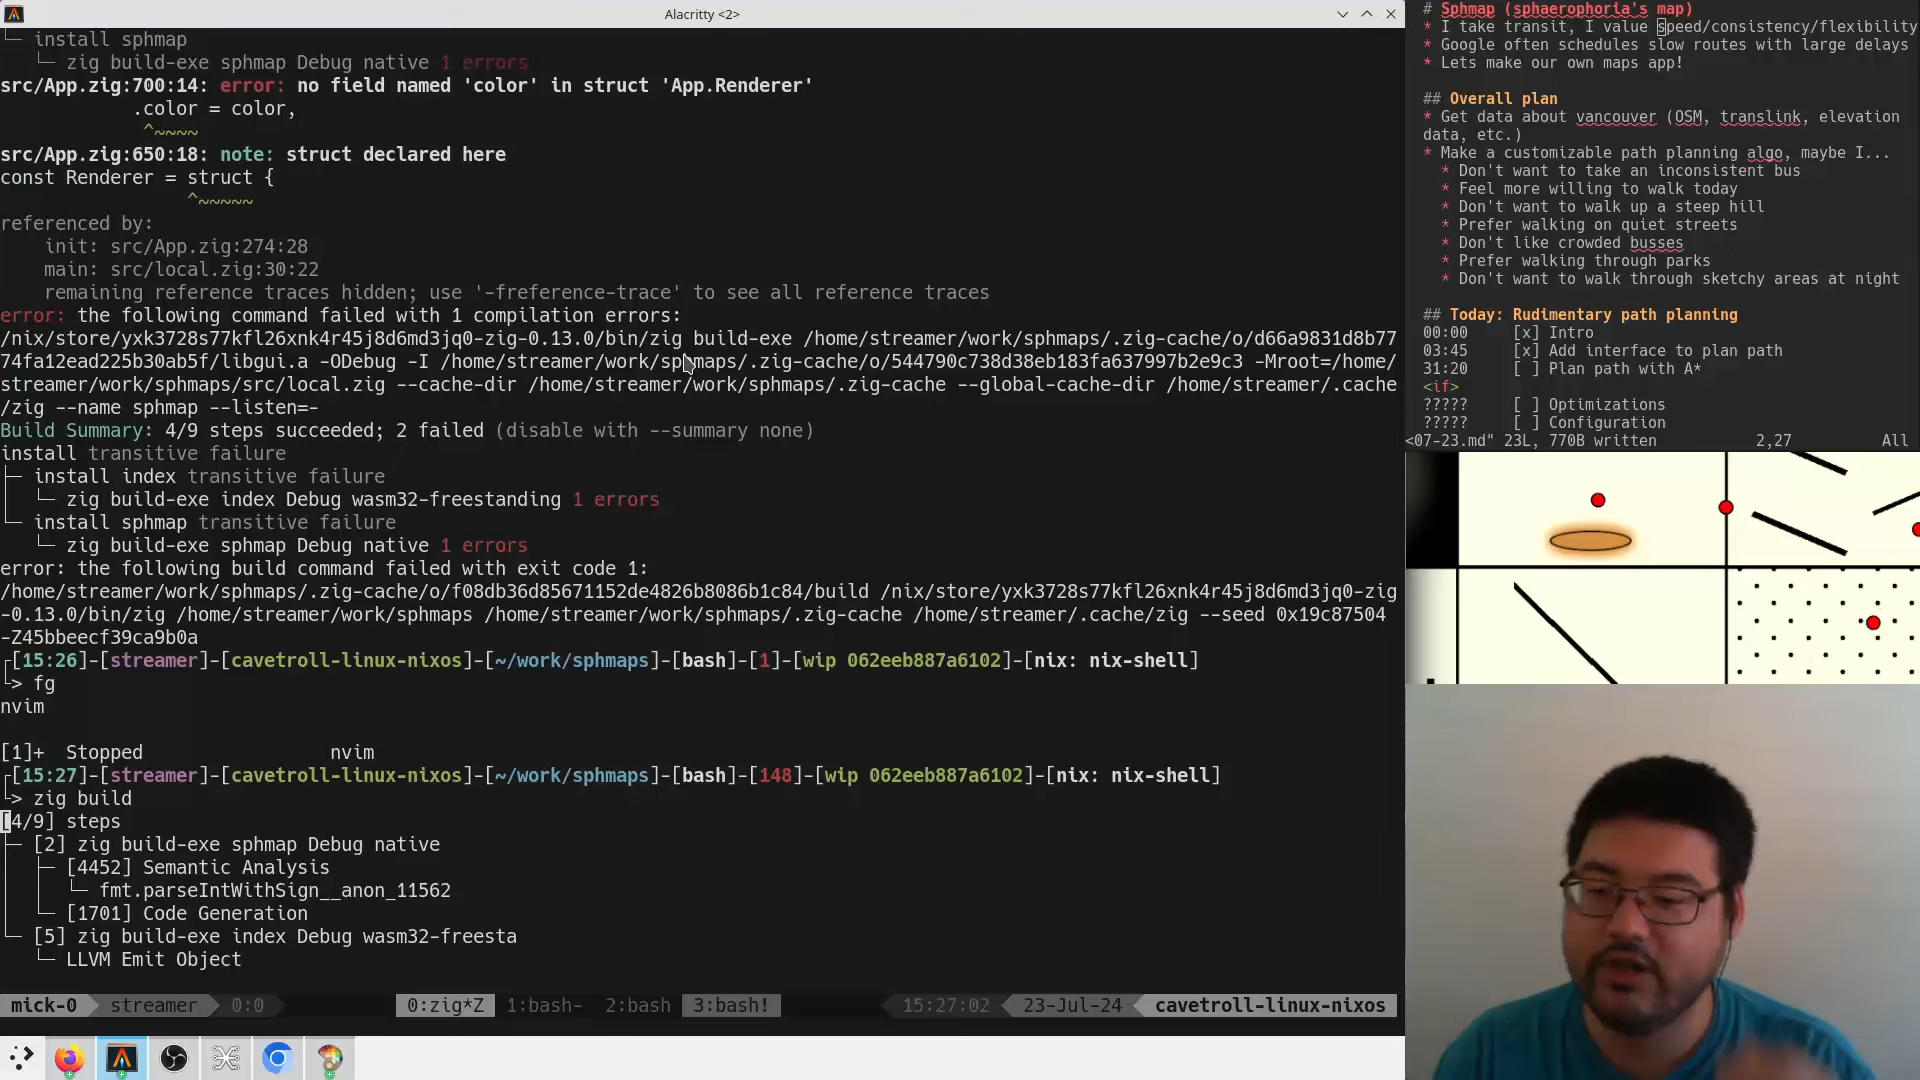 Alacritty <2>
└─ install sphmap
└─ zig build-exe sphmap Debug native 1 errors
src/App.zig:700:14: error: no field named 'color' in struct 'App.Renderer'
.color = color,
^~~~~
src/App.zig:650:18: note: struct declared here
const Renderer = struct {
^~~~~~
referenced by:
init: src/App.zig:274:28
main: src/local.zig:30:22
remaining reference traces hidden; use '-freference-trace' to see all reference traces
error: the following command failed with 1 compilation errors:
/nix/store/yxk3728s77kfl26xnk4r45j8d6md3jq0-zig-0.13.0/bin/zig build-exe /home/streamer/work/sphmaps/.zig-cache/o/d66a9831d8b77
74fa12ead225b30ab5f/libgui.a -ODebug -I /home/streamer/work/sphmaps/.zig-cache/o/544790c738d38eb183fa637997b2e9c3 -Mroot=/home/
streamer/work/sphmaps/src/local.zig --cache-dir /home/streamer/work/sphmaps/.zig-cache --global-cache-dir /home/streamer/.cache
/zig --name sphmap --listen=-
Build Summary: 4/9 steps succeeded; 2 failed (disable with --summary none)
install transitive failure
├─ install index transitive failure
│  └─ zig build-exe index Debug wasm32-freestanding 1 errors
└─ install sphmap transitive failure
└─ zig build-exe sphmap Debug native 1 errors
error: the following build command failed with exit code 1:
/home/streamer/work/sphmaps/.zig-cache/o/f08db36d85671152de4826b8086b1c84/build /nix/store/yxk3728s77kfl26xnk4r45j8d6md3jq0-zig
-0.13.0/bin/zig /home/streamer/work/sphmaps /home/streamer/work/sphmaps/.zig-cache /home/streamer/.cache/zig --seed 0x19c87504
-Z45bbeecf39ca9b0a
┌[15:26]-[streamer]-[cavetroll-linux-nixos]-[~/work/sphmaps]-[bash]-[1]-[wip 062eeb887a6102]-[nix: nix-shell]
└> fg
nvim
[1]+  Stopped                 nvim
┌[15:27]-[streamer]-[cavetroll-linux-nixos]-[~/work/sphmaps]-[bash]-[148]-[wip 062eeb887a6102]-[nix: nix-shell]
└> zig build
[4/9] steps
├─ [2] zig build-exe sphmap Debug native
│  ├─ [4452] Semantic Analysis
│  │  └─ fmt.parseIntWithSign__anon_11562
│  └─ [1701] Code Generation
└─ [5] zig build-exe index Debug wasm32-freesta
└─ LLVM Emit Object
mick-0 streamer 0:0 0:zig*Z 1:bash- 2:bash 3:bash! 15:27:02 23-Jul-24 cavetroll-linux-nixos
# Sphmap (sphaerophoria's map)
* I take transit, I value speed/consistency/flexibility
* Google often schedules slow routes with large delays
* Lets make our own maps app!
## Overall plan
* Get data about vancouver (OSM, translink, elevation
data, etc.)
* Make a customizable path planning algo, maybe I...
* Don't want to take an inconsistent bus
* Feel more willing to walk today
* Don't want to walk up a steep hill
* Prefer walking on quiet streets
* Don't like crowded busses
* Prefer walking through parks
* Don't want to walk through sketchy areas at night
## Today: Rudimentary path planning
00:00 [x] Intro
03:45 [x] Add interface to plan path
31:20 [ ] Plan path with A*
<if>
????? [ ] Optimizations
????? [ ] Configuration
<07-23.md" 23L, 770B written 2,27 All